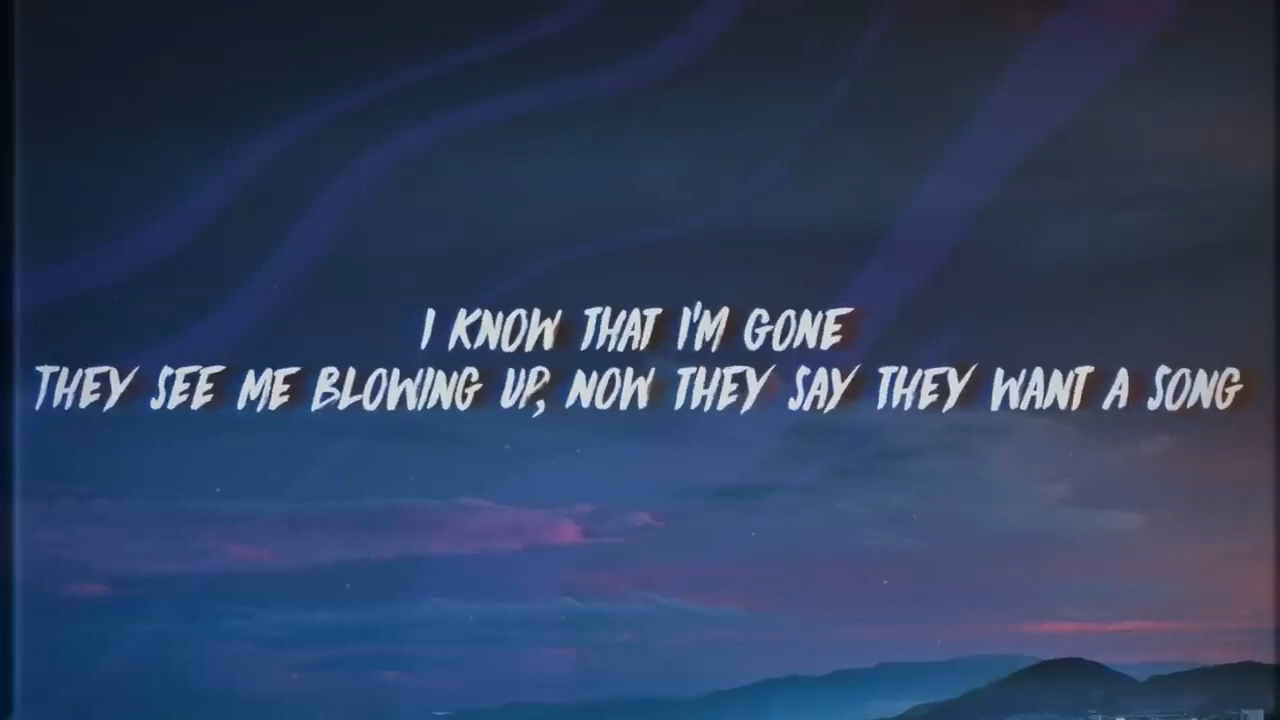 I KNOW THAT I'M GONE
THEY SEE ME BLOWING UP, NOW THEY SAY THEY WANT A SONG